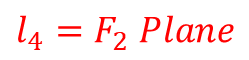 l₄ = F₂ Plane